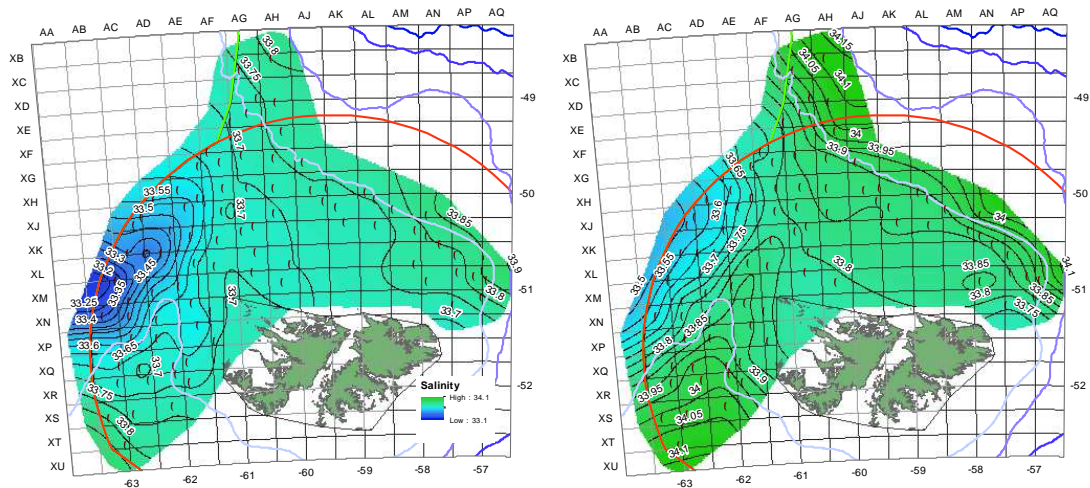 AA AB AC AD AE AF AG AH AJ AK AL AM AN AP AQ
XB
XC
XD
XE
XF
XG
XH
XJ
XK
XL
XM
XN
XP
XQ
XR
XS
XT
XU
-49
-50
-51
-52
-63 -62 -61 -60 -59 -58 -57
33.8
33.75
33.7
33.55
33.5
33.7
33.85
33.3
33.2
33.45
33.9
33.35
33.25
33.7
33.8
33.4
33.7
33.6
33.65
33.7
33.75
33.8
Salinity
High : 34.1
Low : 33.1
AA AB AC AD AE AF AG AH AJ AK AL AM AN AP AQ
XB
XC
XD
XE
XF
XG
XH
XJ
XK
XL
XM
XN
XP
XQ
XR
XS
XT
XU
-49
-50
-51
-52
-63 -62 -61 -60 -59 -58 -57
34.15
34.05
34.1
34
33.9
33.95
33.65
33.6
34
33.75
33.7
33.55
33.8
33.85
34.1
33.5
33.8
33.85
33.75
33.85
33.8
33.9
33.95
34
34.05
34.1